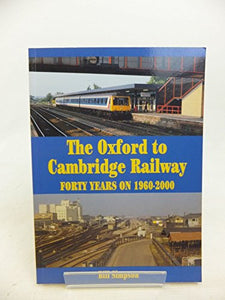 The Oxford to
Cambridge Railway
FORTY YEARS ON 1960-2000
Bill Simpson